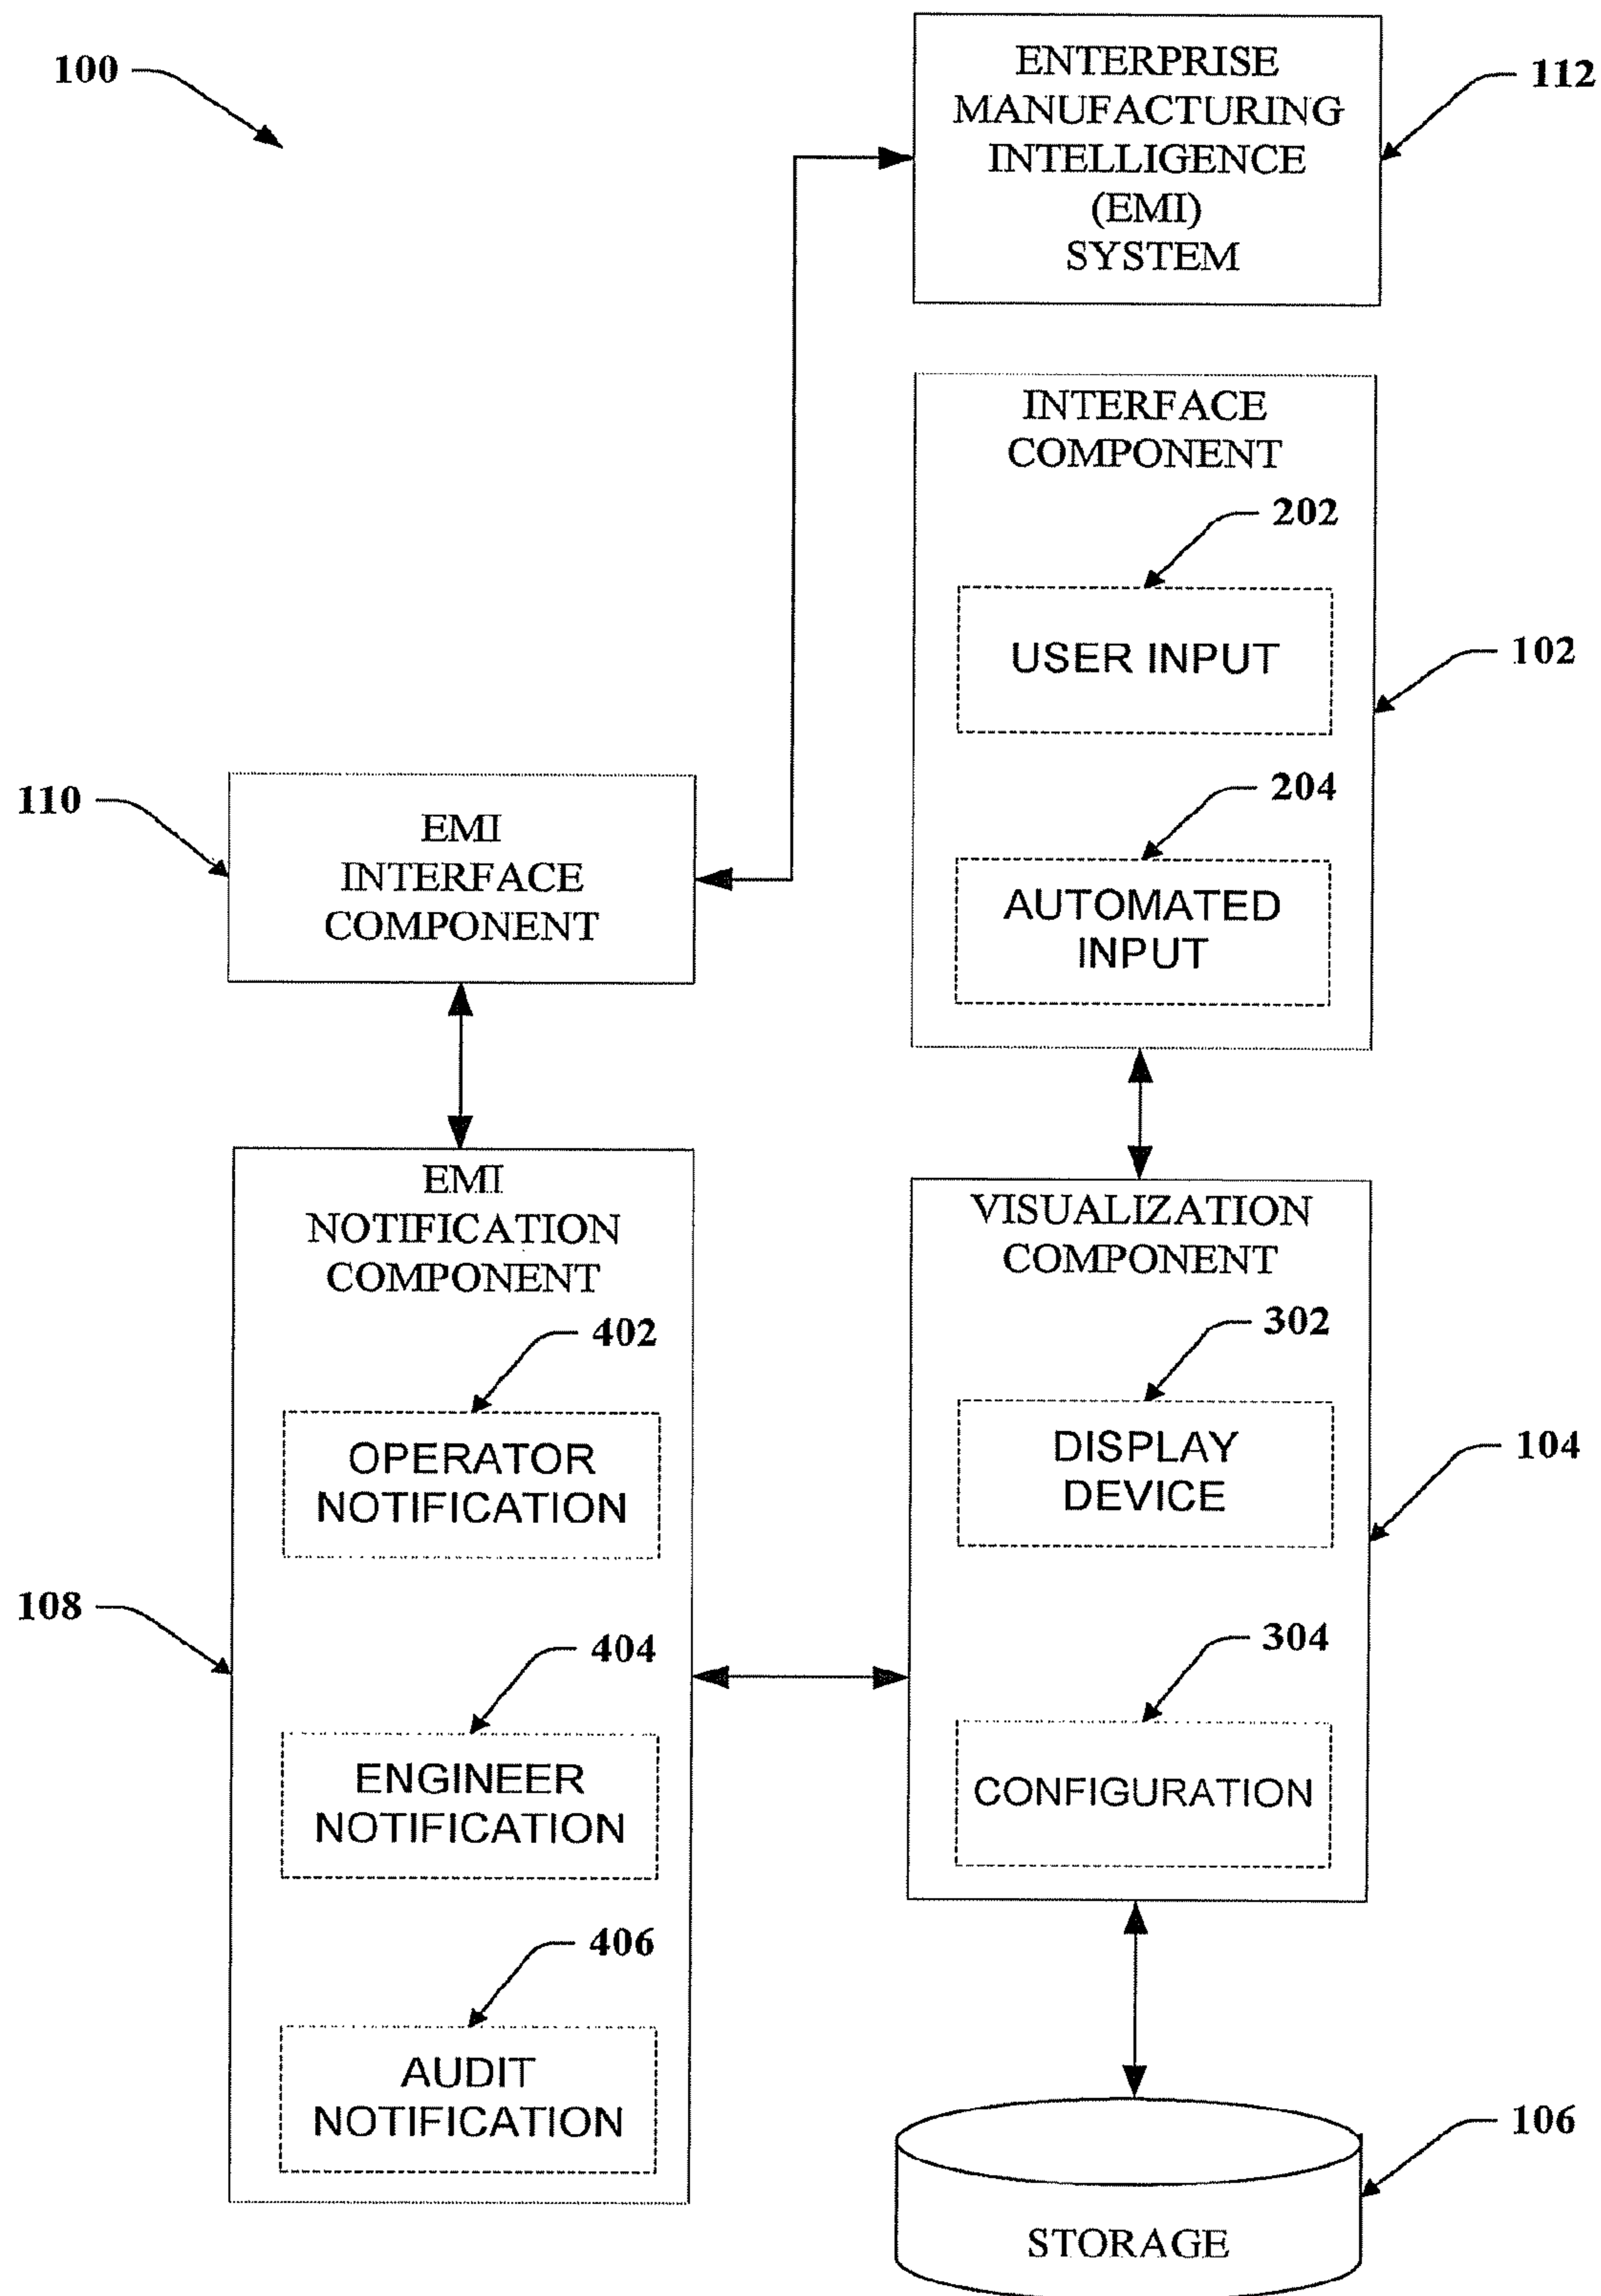 100
ENTERPRISE
MANUFACTURING
INTELLIGENCE
(EMI)
SYSTEM
112
INTERFACE
COMPONENT
202
USER INPUT
102
204
AUTOMATED
INPUT
110
EMI
INTERFACE
COMPONENT
EMI
NOTIFICATION
COMPONENT
402
OPERATOR
NOTIFICATION
108
404
ENGINEER
NOTIFICATION
406
AUDIT
NOTIFICATION
VISUALIZATION
COMPONENT
302
DISPLAY
DEVICE
104
304
CONFIGURATION
106
STORAGE